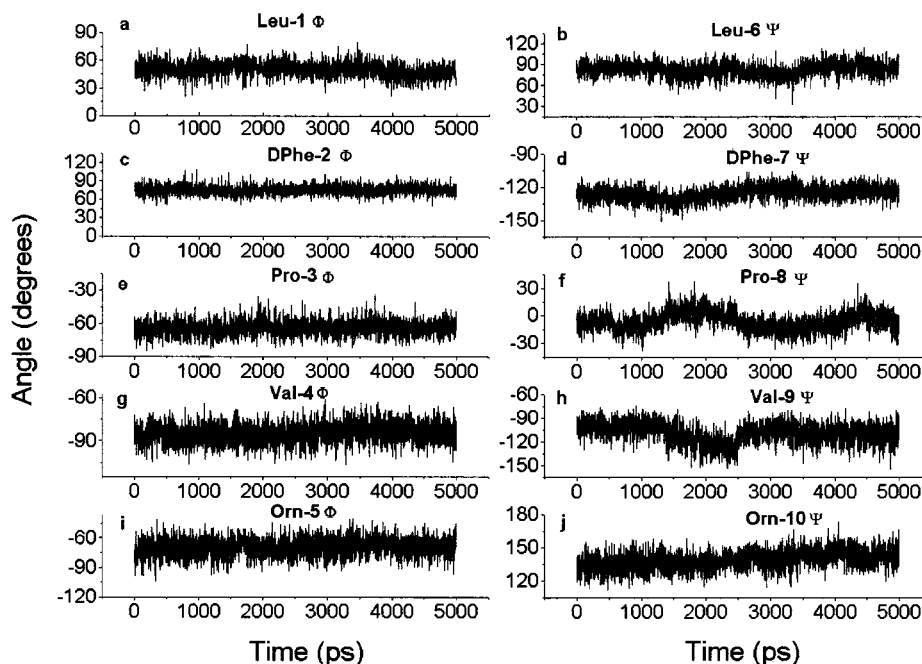 a Leu-1 Φ
90
60
30
0
0 1000 2000 3000 4000 5000
b Leu-6 Ψ
120
90
60
30
0 1000 2000 3000 4000 5000
c DPhe-2 Φ
120
90
60
30
0
0 1000 2000 3000 4000 5000
d DPhe-7 Ψ
-90
-120
-150
0 1000 2000 3000 4000 5000
e Pro-3 Φ
-30
-60
-90
0 1000 2000 3000 4000 5000
f Pro-8 Ψ
30
0
-30
0 1000 2000 3000 4000 5000
g Val-4 Φ
-60
-90
0 1000 2000 3000 4000 5000
h Val-9 Ψ
-60
-90
-120
-150
0 1000 2000 3000 4000 5000
i Orn-5 Φ
-60
-90
-120
0 1000 2000 3000 4000 5000
j Orn-10 Ψ
180
150
120
0 1000 2000 3000 4000 5000
Angle (degrees)
Time (ps)
Time (ps)